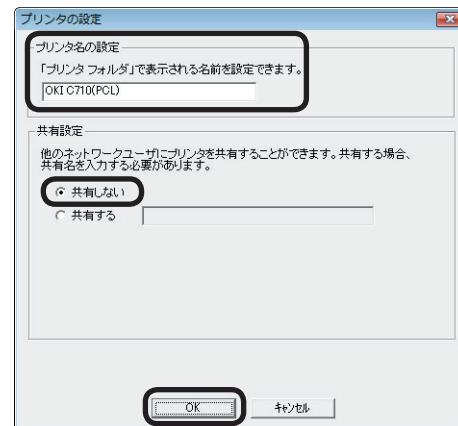 プリンタの設定
プリンタ名の設定
「プリンタ フォルダ」で表示される名前を設定できます。
OKI C710(PCL)
共有設定
他のネットワークユーザにプリンタを共有することができます。共有する場合、
共有名を入力する必要があります。
共有しない
共有する
OK
キャンセル